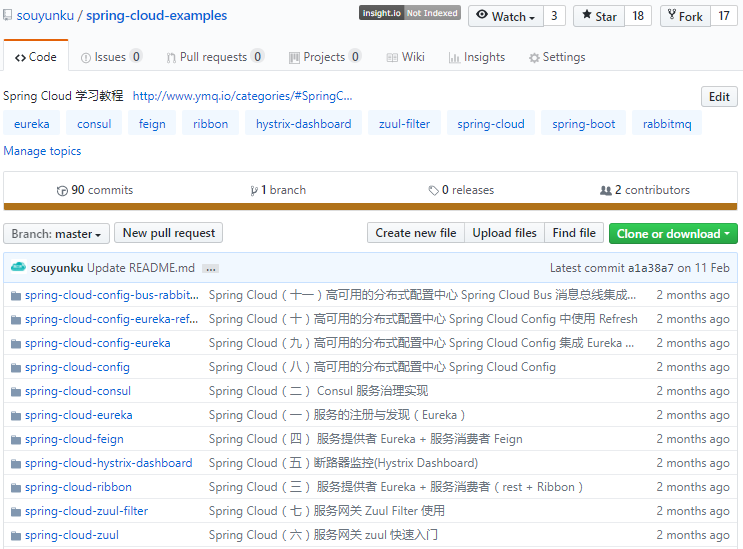 souyunku / spring-cloud-examples insight.io Not Indexed Watch 3 Star 18 Fork 17
Code Issues 0 Pull requests 0 Projects 0 Wiki Insights Settings
Spring Cloud 学习教程 http://www.ymq.io/categories/#SpringC... Edit
eureka consul feign ribbon hystrix-dashboard zuul-filter spring-cloud spring-boot rabbitmq
Manage topics
90 commits 1 branch 0 releases 2 contributors
Branch: master New pull request Create new file Upload files Find file Clone or download
souyunku Update README.md ... Latest commit a1a38a7 on 11 Feb
spring-cloud-config-bus-rabbit... Spring Cloud（十一）高可用的分布式配置中心 Spring Cloud Bus 消息总线集成... 2 months ago
spring-cloud-config-eureka-ref... Spring Cloud（十）高可用的分布式配置中心 Spring Cloud Config 中使用 Refresh 2 months ago
spring-cloud-config-eureka Spring Cloud（九）高可用的分布式配置中心 Spring Cloud Config 集成 Eureka ... 2 months ago
spring-cloud-config Spring Cloud（八）高可用的分布式配置中心 Spring Cloud Config 2 months ago
spring-cloud-consul Spring Cloud（二） Consul 服务治理实现 2 months ago
spring-cloud-eureka Spring Cloud（一）服务的注册与发现（Eureka） 2 months ago
spring-cloud-feign Spring Cloud（四） 服务提供者 Eureka + 服务消费者 Feign 2 months ago
spring-cloud-hystrix-dashboard Spring Cloud（五）断路器监控(Hystrix Dashboard) 2 months ago
spring-cloud-ribbon Spring Cloud（三） 服务提供者 Eureka + 服务消费者（rest + Ribbon） 2 months ago
spring-cloud-zuul-filter Spring Cloud（七）服务网关 Zuul Filter 使用 2 months ago
spring-cloud-zuul Spring Cloud（六）服务网关 zuul 快速入门 2 months ago